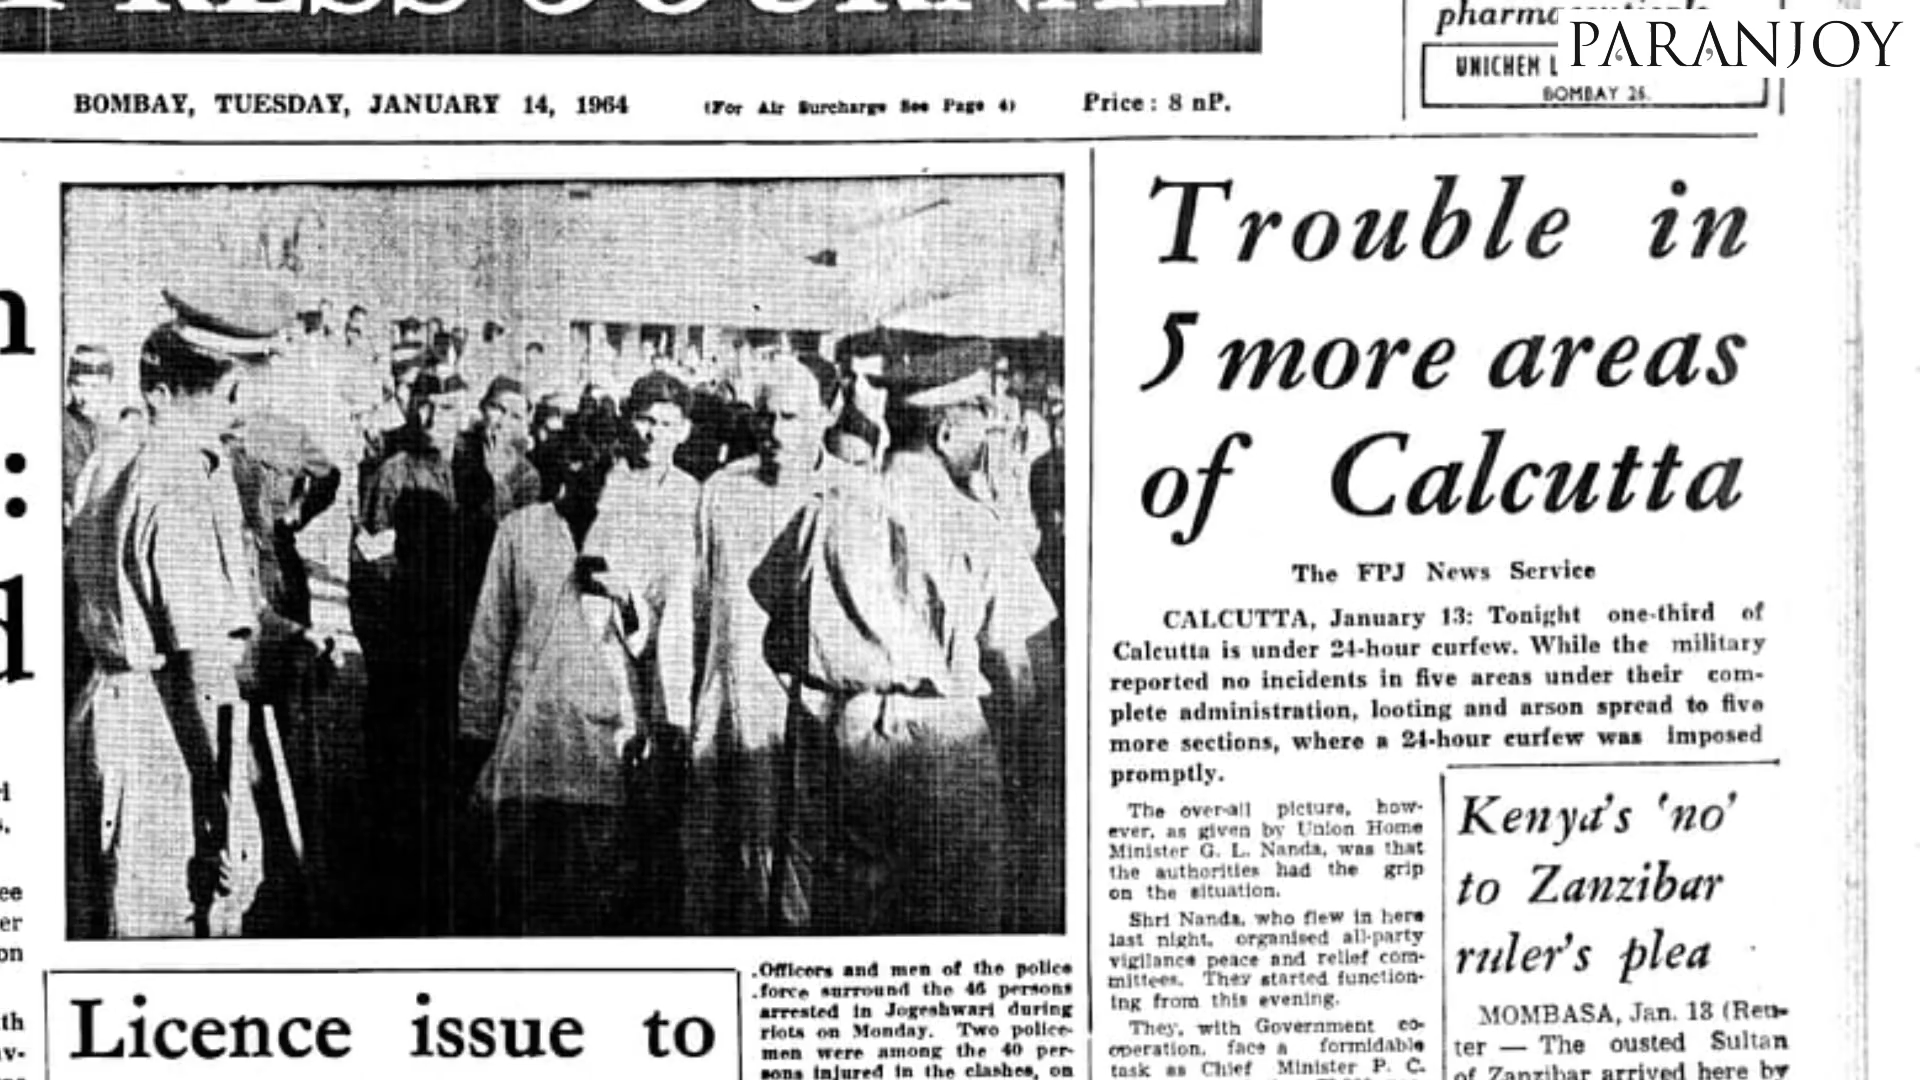 PRESS JOURNAL
pharmaceuticals
PARANJOY
UNICHEM L
BOMBAY 26.
BOMBAY, TUESDAY, JANUARY 14, 1964
(For Air Surcharge See Page 4)
Price : 8 nP.
Trouble in
5 more areas
of Calcutta
The FPJ News Service
CALCUTTA, January 13: Tonight one-third of
Calcutta is under 24-hour curfew. While the military
reported no incidents in five areas under their com-
plete administration, looting and arson spread to five
more sections, where a 24-hour curfew was imposed
promptly.
The over-all picture, how-
ever, as given by Union Home
Minister G. L. Nanda, was that
the authorities had the grip
on the situation.
Shri Nanda, who flew in here
last night, organised all-party
vigilance peace and relief com-
mittees. They started function-
ing from this evening.
They, with Government co-
operation, face a formidable
task as Chief Minister P. C.
Kenya's 'no'
to Zanzibar
ruler's plea
MOMBASA, Jan. 13 (Reu-
ter — The ousted Sultan
of Zanzibar arrived here by
Officers and men of the police
force surround the 46 persons
arrested in Jogeshwari during
riots on Monday. Two police-
men were among the 40 per-
sons injured in the clashes, on
Licence issue to
n
:
d
ee
er
on
th